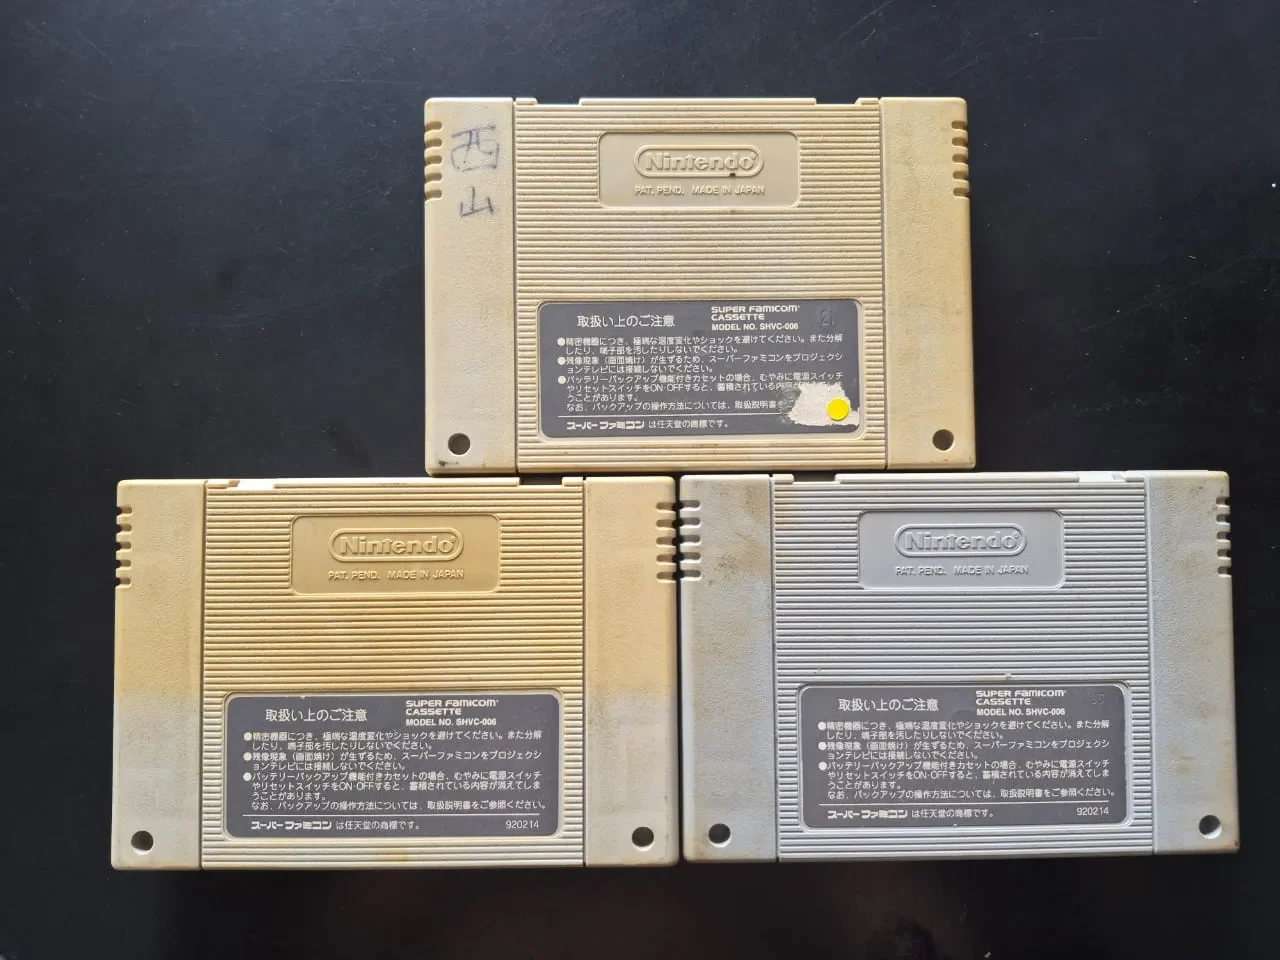 西
山
Nintendo
PAT. PEND. MADE IN JAPAN
取扱い上のご注意
SUPER FAMICOM
CASSETTE
MODEL NO. SHVC-006
21
●精密機器につき、極端な温度変化やショックを避けてください。また分解
したり、端子部を汚したりしないでください。
●残像現象(画面焼け)が生ずるため、スーパーファミコンをプロジェクシ
ョンテレビには接続しないでください。
●バッテリーバックアップ機能付きカセットの場合、むやみに電源スイッチ
やリセットスイッチをON·OFFすると、蓄積されている内容が
うことがあります。
なお、バックアップの操作方法については、取扱説明書を
スーパーファミコンは任天堂の商標です。
Nintendo
PAT. PEND. MADE IN JAPAN
取扱い上のご注意
SUPER FAMICOM
CASSETTE
MODEL NO. SHVC-006
●精密機器につき、極端な温度変化やショックを避けてください。また分解
したり、端子部を汚したりしないでください。
●残像現象(画面焼け)が生ずるため、スーパーファミコンをプロジェクシ
ョンテレビには接続しないでください。
●バッテリーバックアップ機能付きカセットの場合、むやみに電源スイッチ
やリセットスイッチをON·OFFすると、蓄積されている内容が消えてしま
うことがあります。
なお、バックアップの操作方法については、取扱説明書をご参照ください。
スーパーファミコンは任天堂の商標です。 920214
Nintendo
PAT. PEND. MADE IN JAPAN
取扱い上のご注意
SUPER FAMICOM
CASSETTE
MODEL NO. SHVC-006
●精密機器につき、極端な温度変化やショックを避けてください。また分解
したり、端子部を汚したりしないでください。
●残像現象(画面焼け)が生ずるため、スーパーファミコンをプロジェクシ
ョンテレビには接続しないでください。
●バッテリーバックアップ機能付きカセットの場合、むやみに電源スイッチ
やリセットスイッチをON·OFFすると、蓄積されている内容が消えてしま
うことがあります。
なお、バックアップの操作方法については、取扱説明書をご参照ください。
スーパーファミコンは任天堂の商標です。 920214